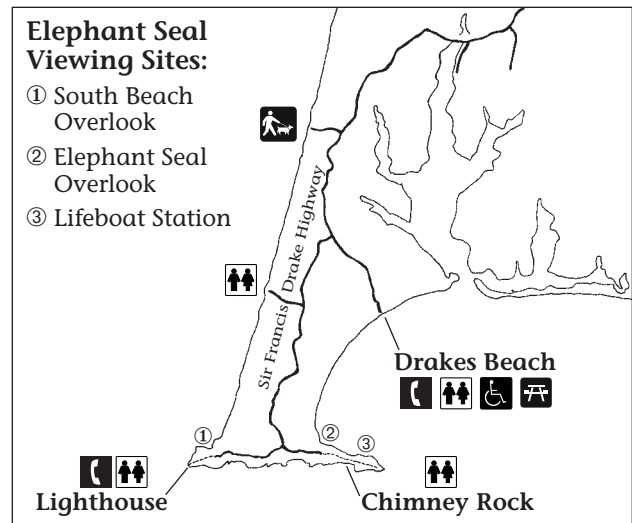 Elephant Seal
Viewing Sites:
① South Beach
Overlook
② Elephant Seal
Overlook
③ Lifeboat Station
Sir Francis Drake Highway
Drakes Beach
①
②
③
Lighthouse
Chimney Rock